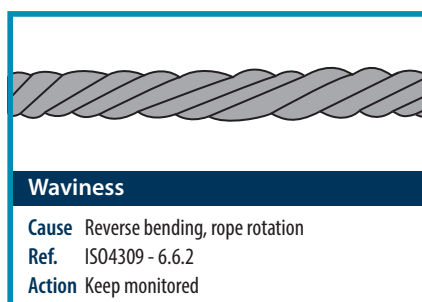 Waviness
Cause Reverse bending, rope rotation
Ref. ISO4309 - 6.6.2
Action Keep monitored